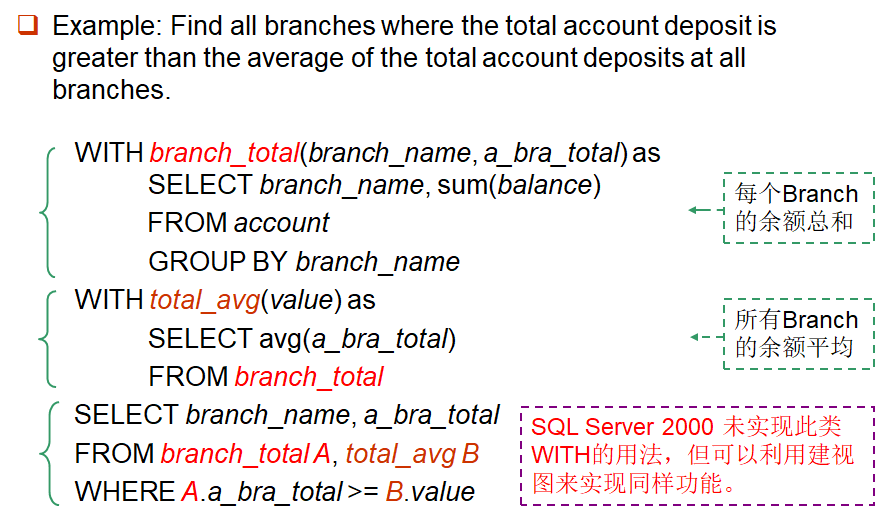 Example: Find all branches where the total account deposit is
greater than the average of the total account deposits at all
branches.
WITH branch_total(branch_name, a_bra_total) as
SELECT branch_name, sum(balance)
FROM account
GROUP BY branch_name
每个Branch
的余额总和
WITH total_avg(value) as
SELECT avg(a_bra_total)
FROM branch_total
所有Branch
的余额平均
SELECT branch_name, a_bra_total
FROM branch_total A, total_avg B
WHERE A.a_bra_total >= B.value
SQL Server 2000 未实现此类
WITH的用法，但可以利用建视
图来实现同样功能。